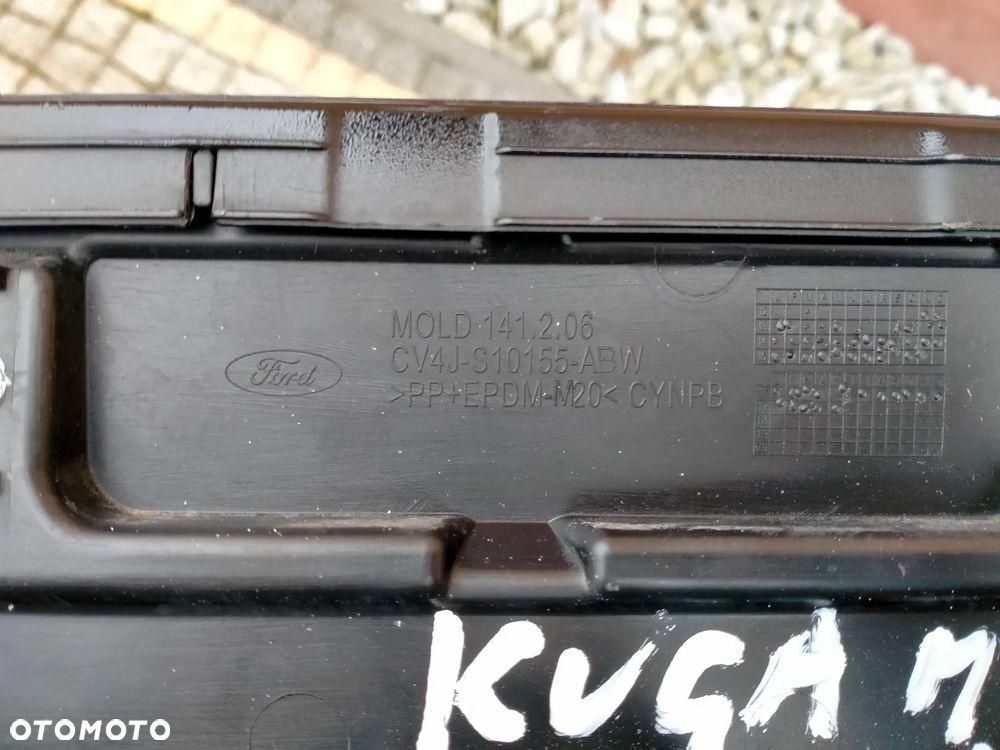 MOLD 141.2.06
CV4J-S10155-ABW
Ford
>PP+EPDM-M20< CYNPB
KUGA
OTOMOTO